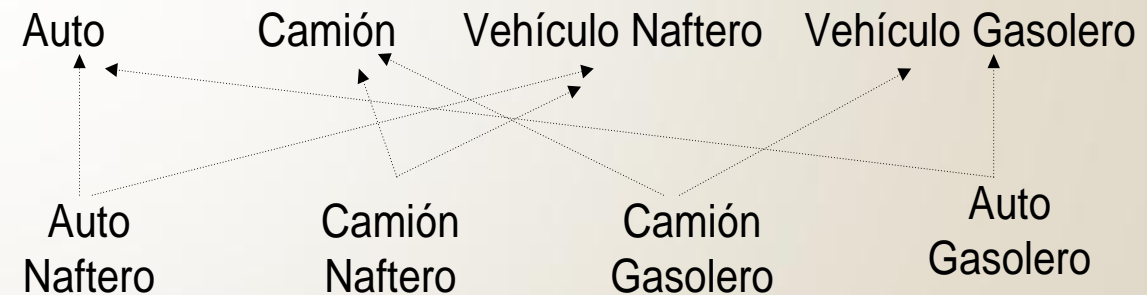 Auto Camión Vehículo Naftero Vehículo Gasolero
Auto
Naftero
Camión
Naftero
Camión
Gasolero
Auto
Gasolero